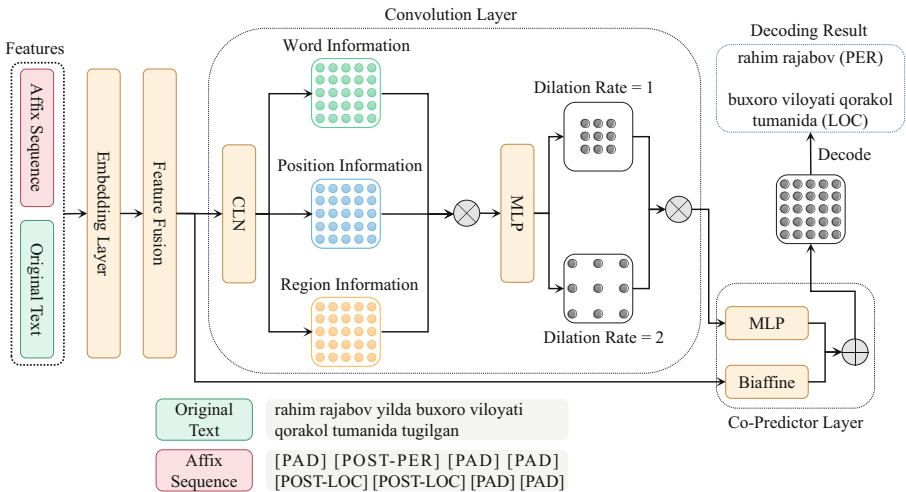 Features
Affix Sequence
Original Text
Embedding Layer
Feature Fusion
Convolution Layer
CLN
Word Information
Position Information
Region Information
MLP
Dilation Rate = 1
Dilation Rate = 2
Decoding Result
rahim rajabov (PER)
buxoro viloyati qorakol
tumanida (LOC)
Decode
MLP
Biaffine
Co-Predictor Layer
Original
Text
rahim rajabov yilda buxoro viloyati
qorakol tumanida tugilgan
Affix
Sequence
[PAD] [POST-PER] [PAD] [PAD]
[POST-LOC] [POST-LOC] [PAD] [PAD]